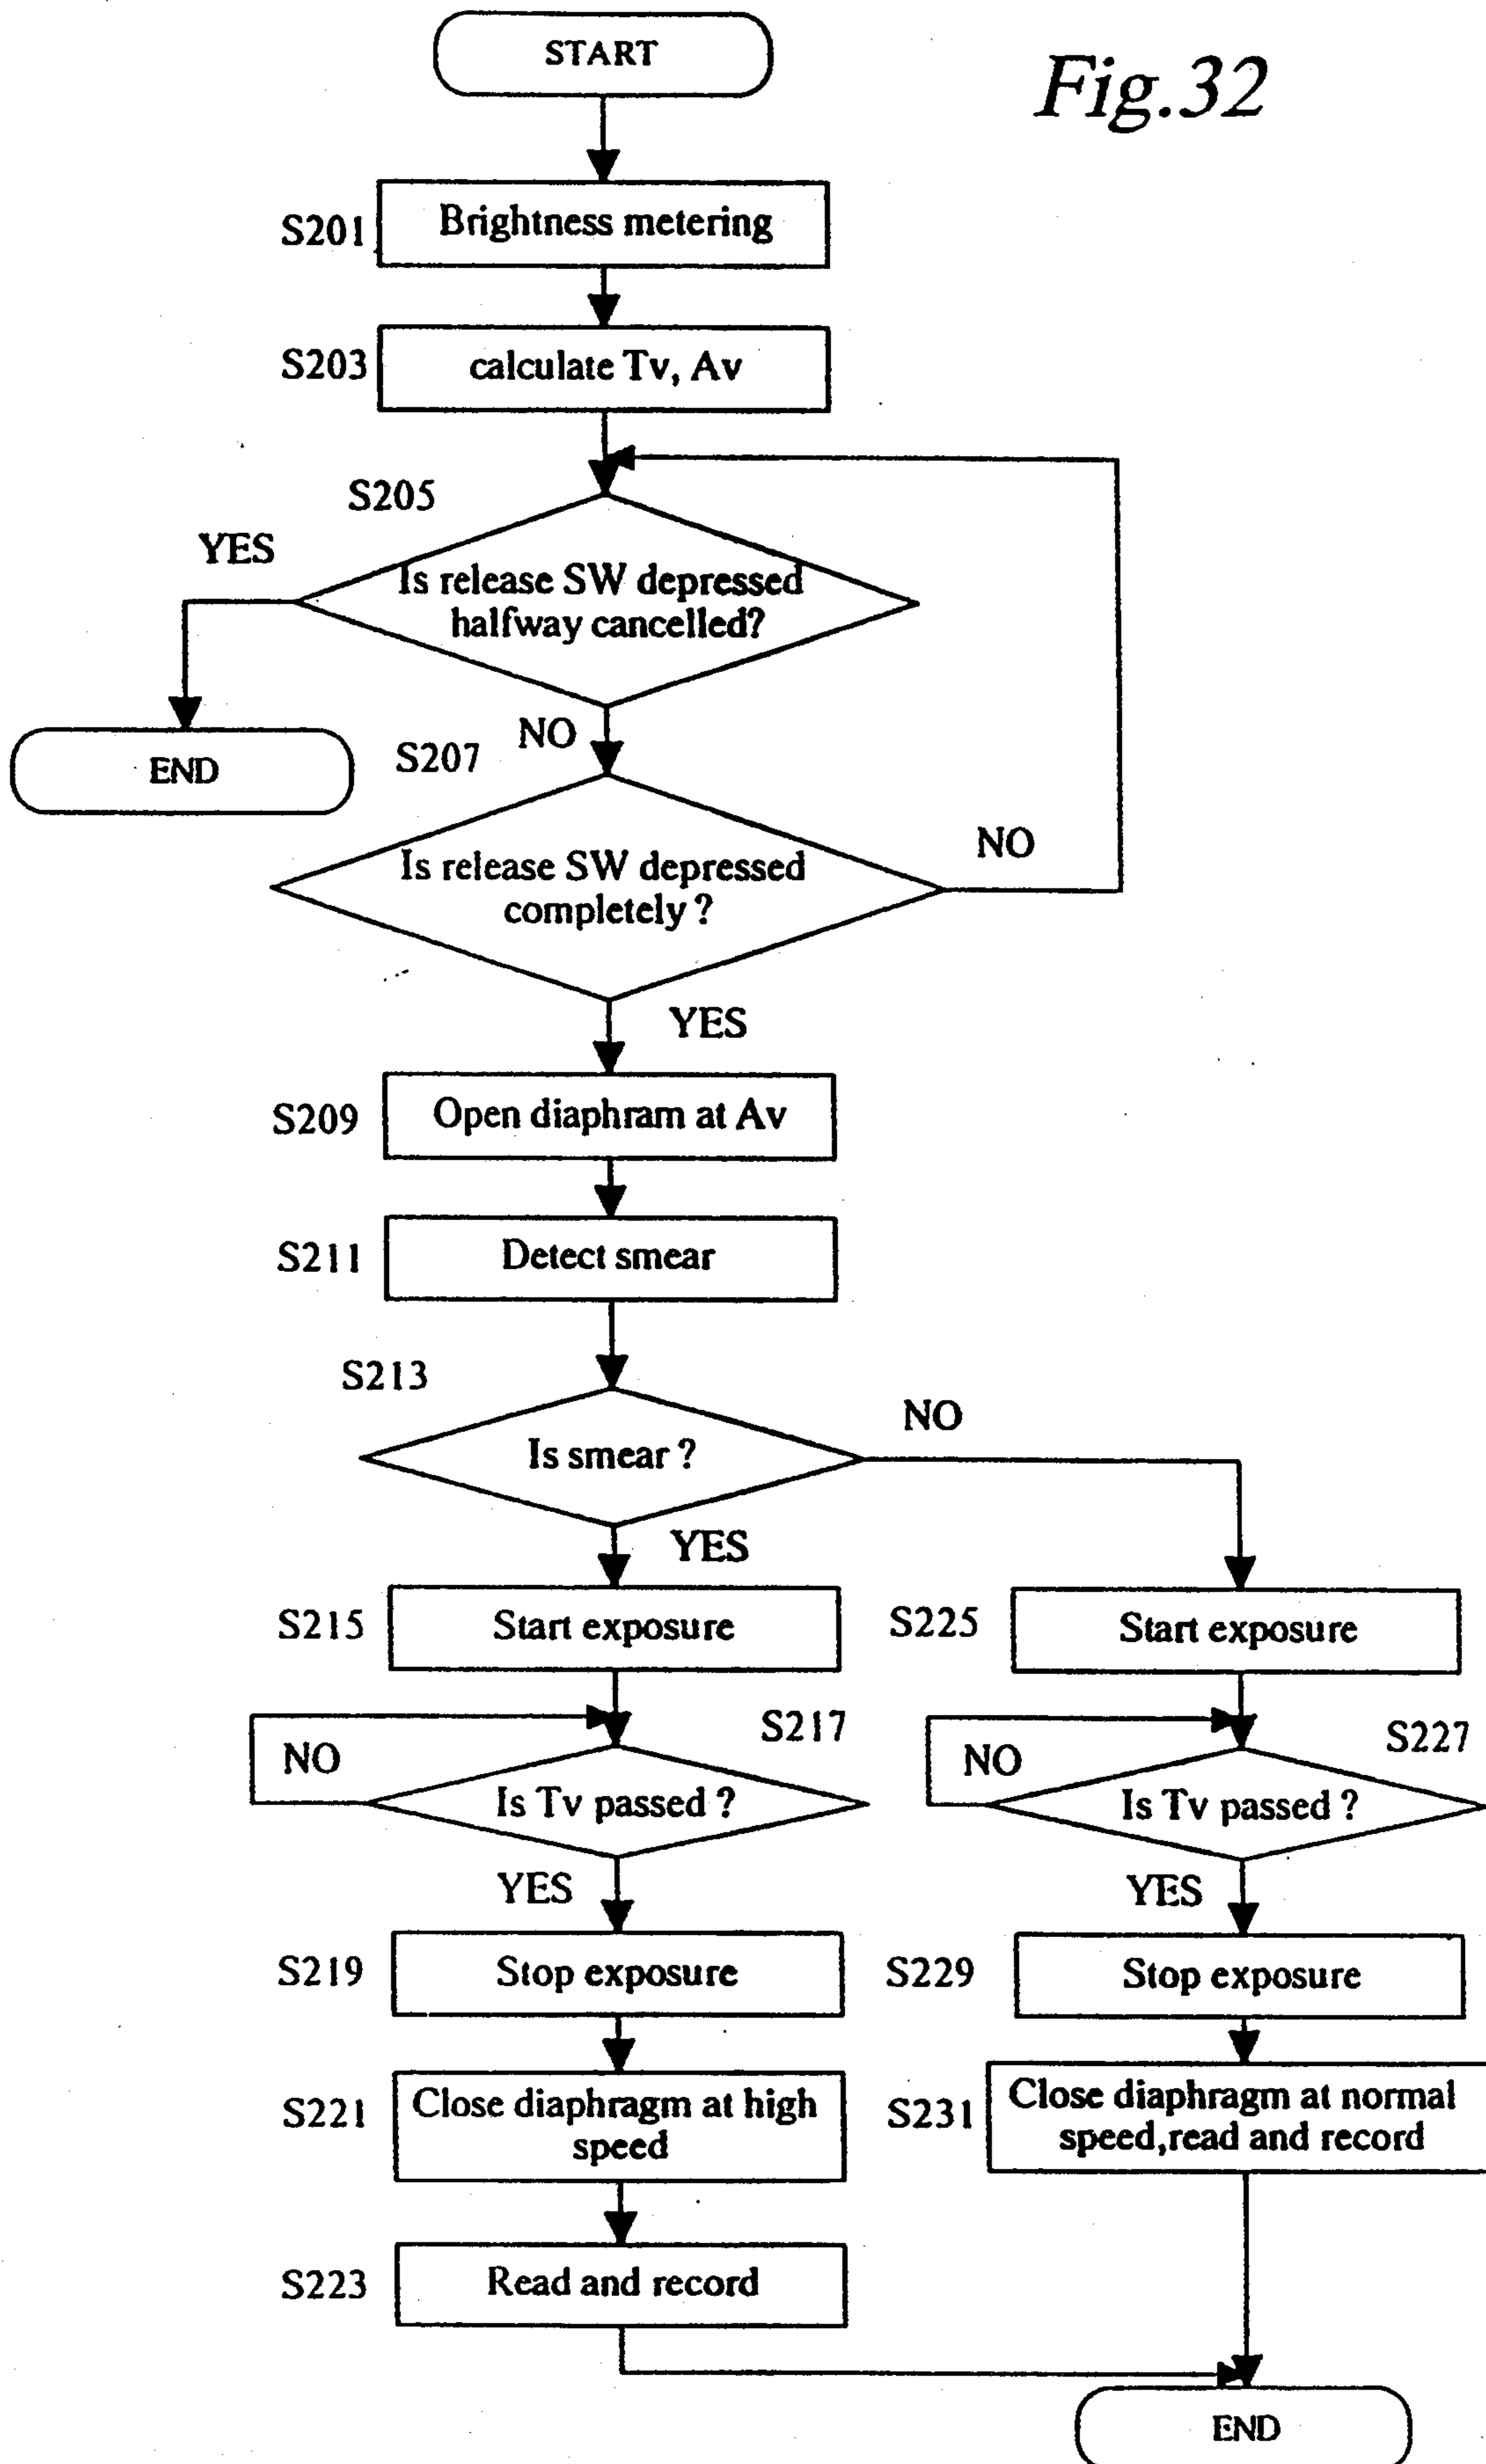 START
Fig.32
S201
Brightness metering
S203
calculate Tv, Av
S205
YES
Is release SW depressed
halfway cancelled?
NO
END
S207
Is release SW depressed
completely ?
NO
YES
S209
Open diaphram at Av
S211
Detect smear
S213
Is smear ?
NO
YES
S215
Start exposure
S225
Start exposure
S217
NO
Is Tv passed ?
S227
NO
Is Tv passed ?
YES
YES
S219
Stop exposure
S229
Stop exposure
S221
Close diaphragm at high
speed
S231
Close diaphragm at normal
speed,read and record
S223
Read and record
END